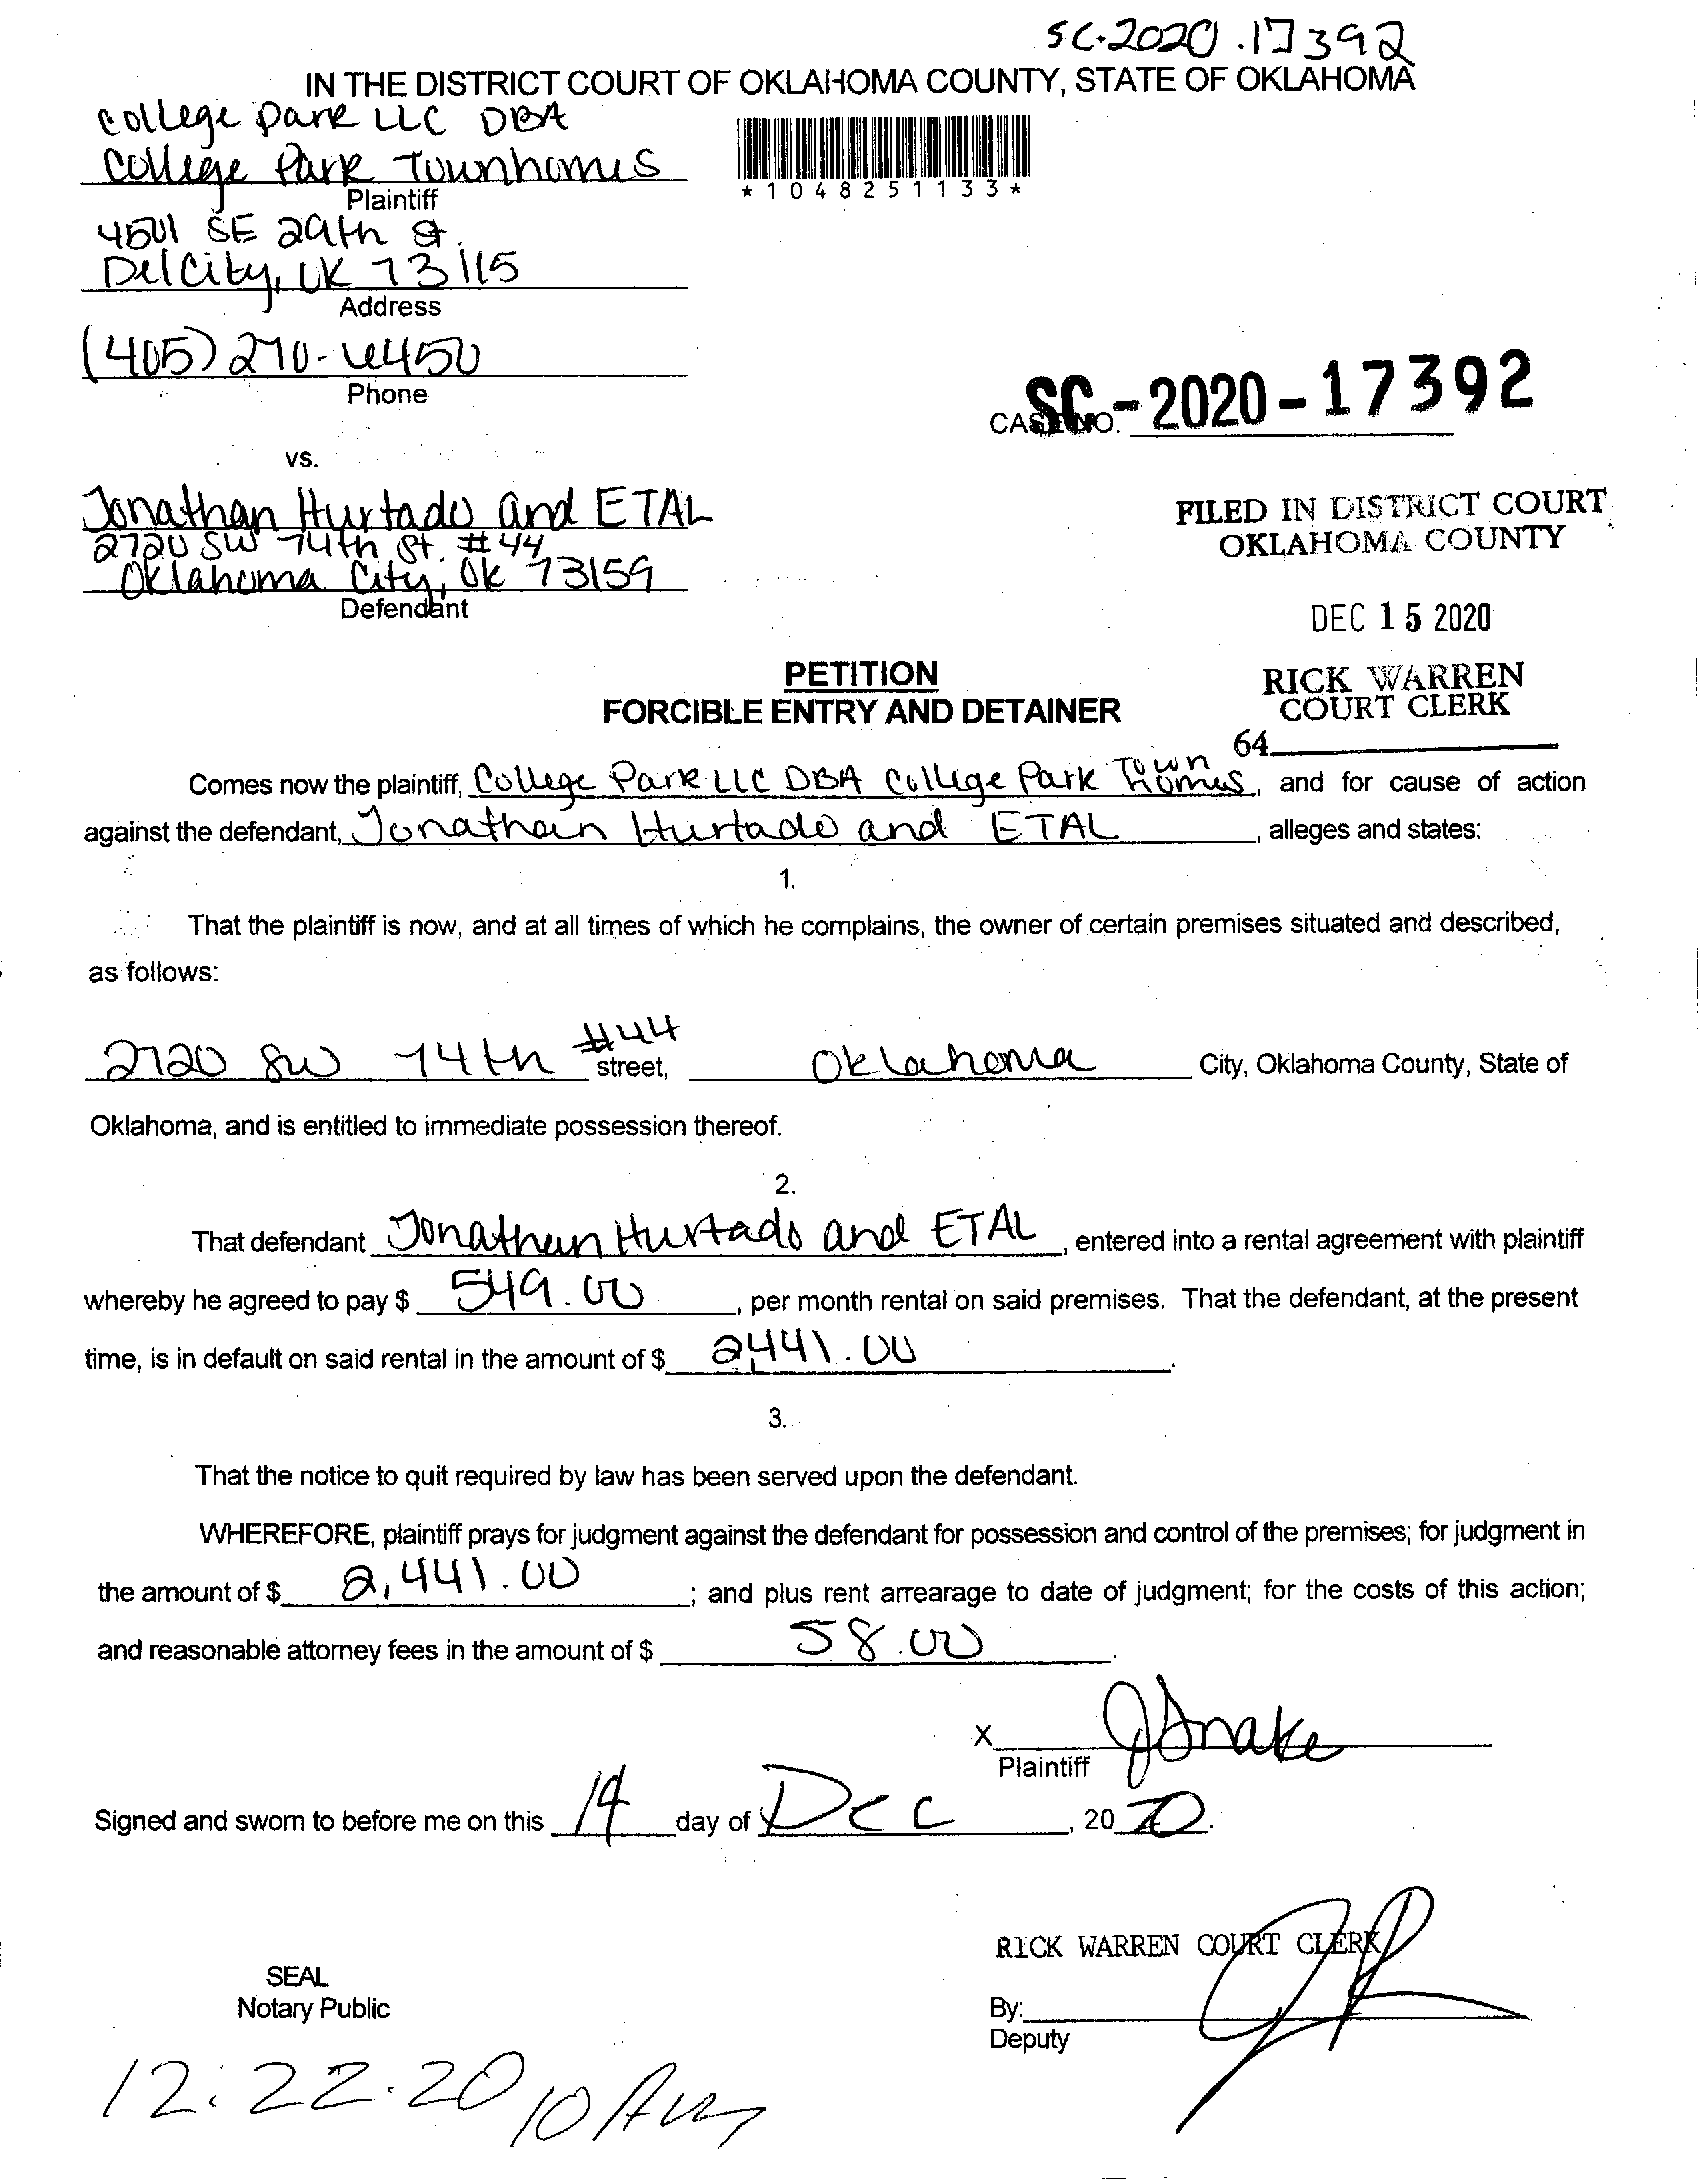 SC-2020-17392
IN THE DISTRICT COURT OF OKLAHOMA COUNTY, STATE OF OKLAHOMA
College Park LLC DBA
College Park Townhomes
Plaintiff
*1048251133*
4501 SE 29th St.
Del City, OK 73115
Address
(405) 270-6450
Phone
CASE NO. SC-2020-17392
vs.
Jonathan Hurtado and ETAL
2720 SW 74th St. #44
Oklahoma City, Ok 73159
Defendant
FILED IN DISTRICT COURT
OKLAHOMA COUNTY
DEC 15 2020
RICK WARREN
COURT CLERK
64
PETITION
FORCIBLE ENTRY AND DETAINER
Comes now the plaintiff, College Park LLC DBA College Park Town Homes, and for cause of action
against the defendant, Jonathan Hurtado and ETAL, alleges and states:
1.
That the plaintiff is now, and at all times of which he complains, the owner of certain premises situated and described,
as follows:
2720 SW 74th #44 street, Oklahoma City, Oklahoma County, State of
Oklahoma, and is entitled to immediate possession thereof.
2.
That defendant Jonathan Hurtado and ETAL, entered into a rental agreement with plaintiff
whereby he agreed to pay $ 549.00, per month rental on said premises. That the defendant, at the present
time, is in default on said rental in the amount of $ 2,441.00.
3.
That the notice to quit required by law has been served upon the defendant.
WHEREFORE, plaintiff prays for judgment against the defendant for possession and control of the premises; for judgment in
the amount of $ 2,441.00; and plus rent arrearage to date of judgment; for the costs of this action;
and reasonable attorney fees in the amount of $ 58.00.
X JSnake
Plaintiff
Signed and sworn to before me on this 14 day of Dec, 2020.
RICK WARREN COURT CLERK
SEAL
Notary Public
By:
Deputy
12.22.20 10 AM